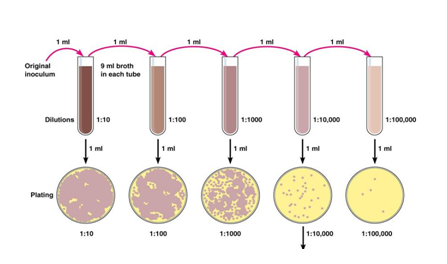 1 ml 1 ml 1 ml 1 ml 1 ml
Original
inoculum
9 ml broth
in each tube
Dilutions 1:10 1:100 1:1000 1:10,000 1:100,000
1 ml 1 ml 1 ml 1 ml 1 ml
Plating
1:10 1:100 1:1000 1:10,000 1:100,000